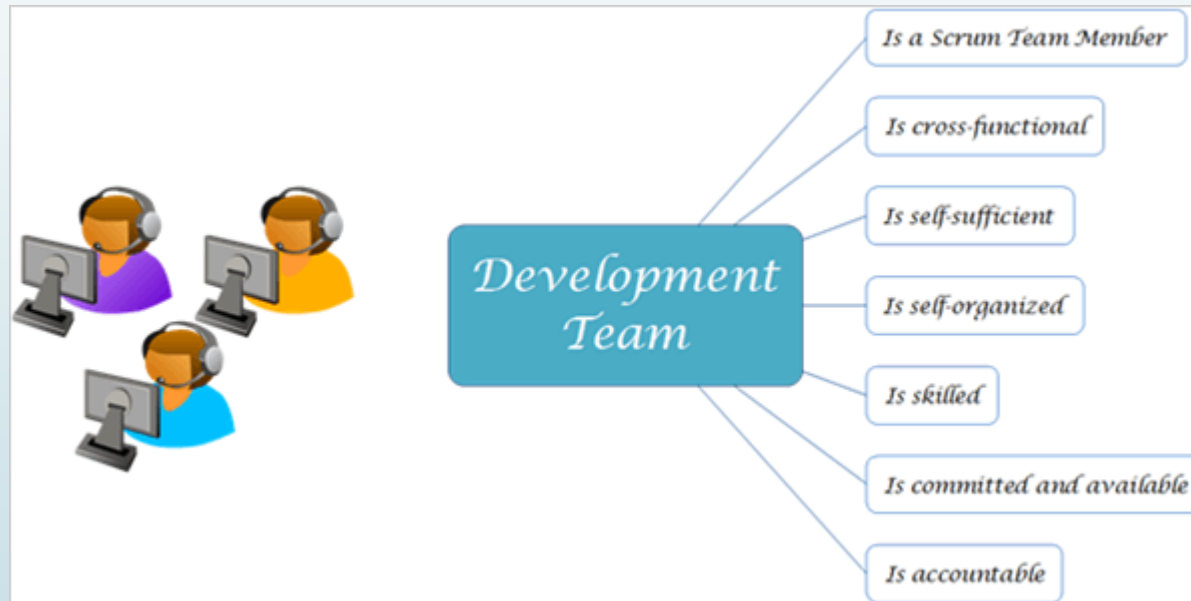 Is a Scrum Team Member
Is cross-functional
Is self-sufficient
Development
Team
Is self-organized
Is skilled
Is committed and available
Is accountable